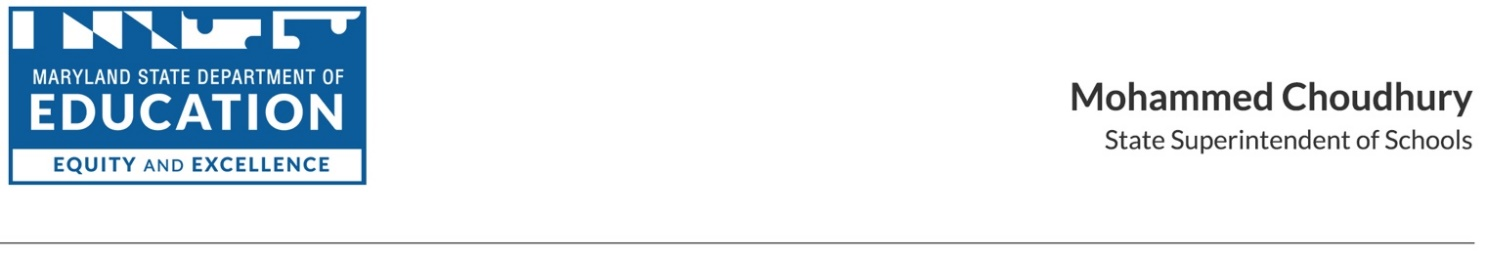 MARYLAND STATE DEPARTMENT OF
EDUCATION
EQUITY AND EXCELLENCE
Mohammed Choudhury
State Superintendent of Schools